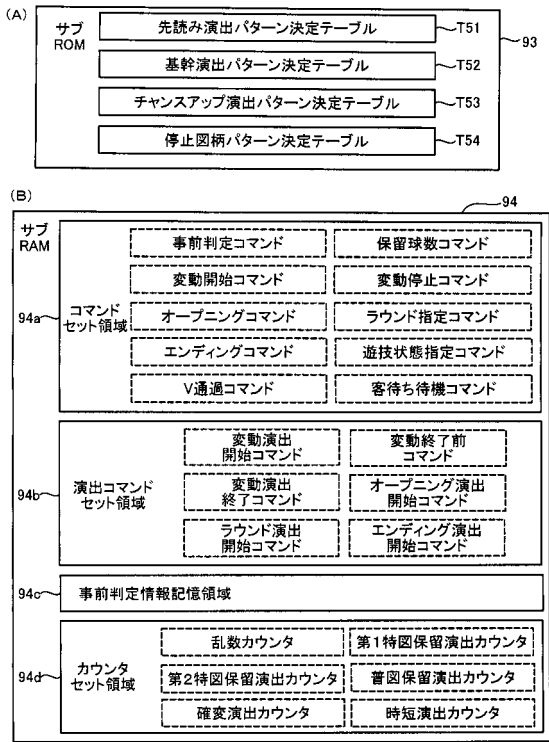 (A)
サブ
ROM
93
先読み演出パターン決定テーブル
T51
基幹演出パターン決定テーブル
T52
チャンスアップ演出パターン決定テーブル
T53
停止図柄パターン決定テーブル
T54
(B)
94
サブ
RAM
94a
コマンド
セット領域
事前判定コマンド
保留球数コマンド
変動開始コマンド
変動停止コマンド
オープニングコマンド
ラウンド指定コマンド
エンディングコマンド
遊技状態指定コマンド
V通過コマンド
客待ち待機コマンド
94b
演出コマンド
セット領域
変動演出
開始コマンド
変動終了前
コマンド
変動演出
終了コマンド
オープニング演出
開始コマンド
ラウンド演出
開始コマンド
エンディング演出
開始コマンド
94c
事前判定情報記憶領域
94d
カウンタ
セット領域
乱数カウンタ
第1特図保留演出カウンタ
第2特図保留演出カウンタ
普図保留演出カウンタ
確変演出カウンタ
時短演出カウンタ